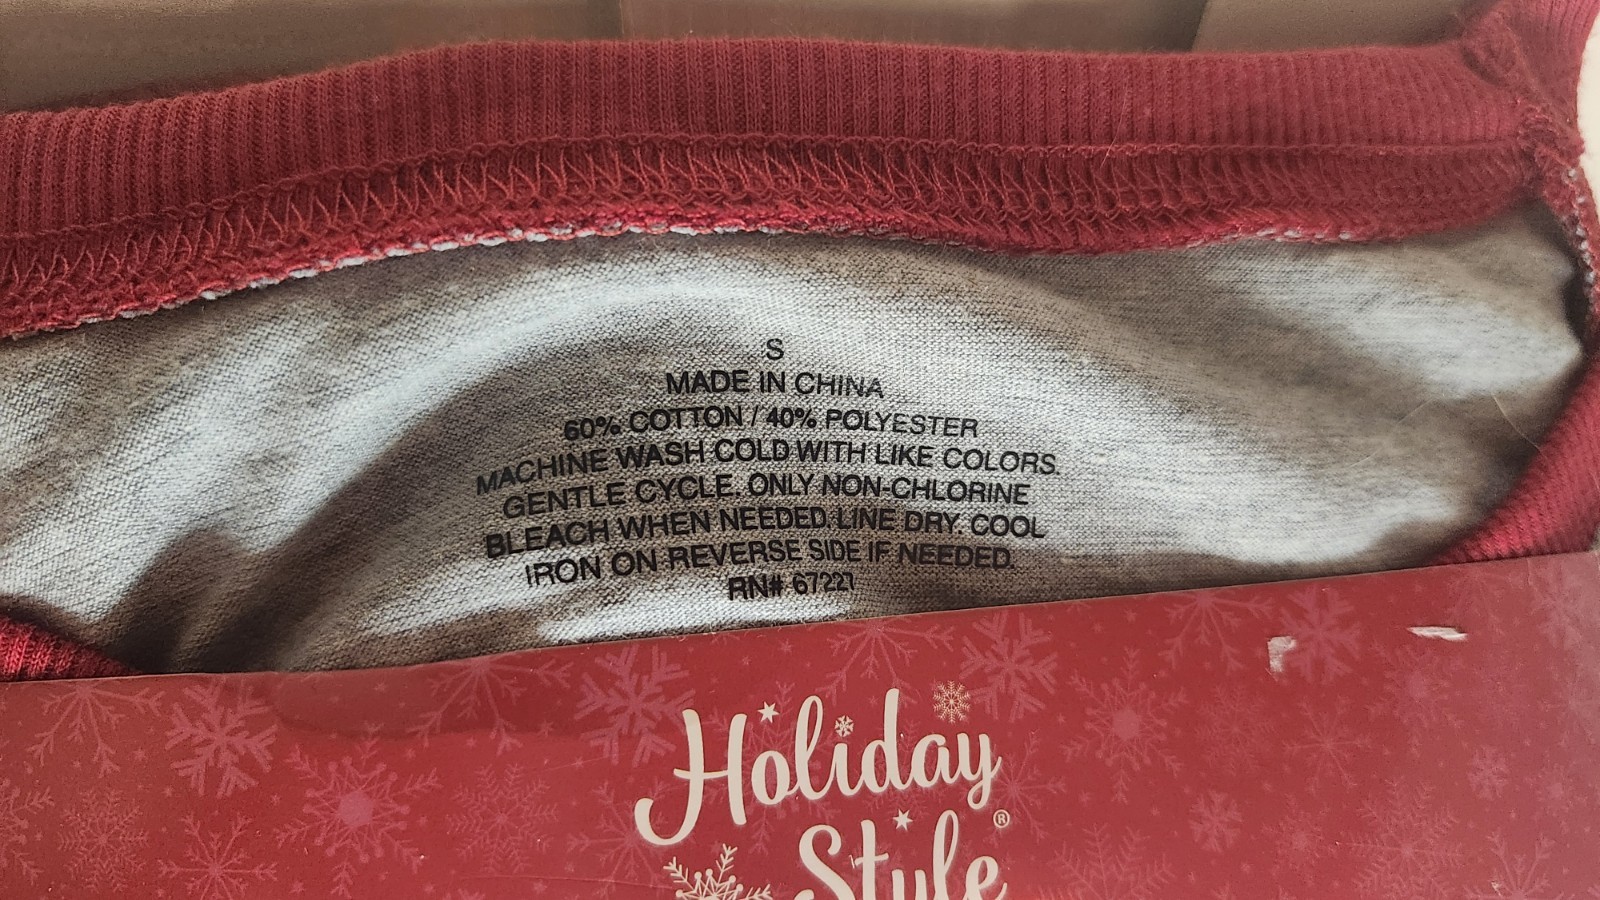 S
MADE IN CHINA
60% COTTON / 40% POLYESTER
MACHINE WASH COLD WITH LIKE COLORS.
GENTLE CYCLE. ONLY NON-CHLORINE
BLEACH WHEN NEEDED. LINE DRY. COOL
IRON ON REVERSE SIDE IF NEEDED.
RN# 67221
Holiday
Style®